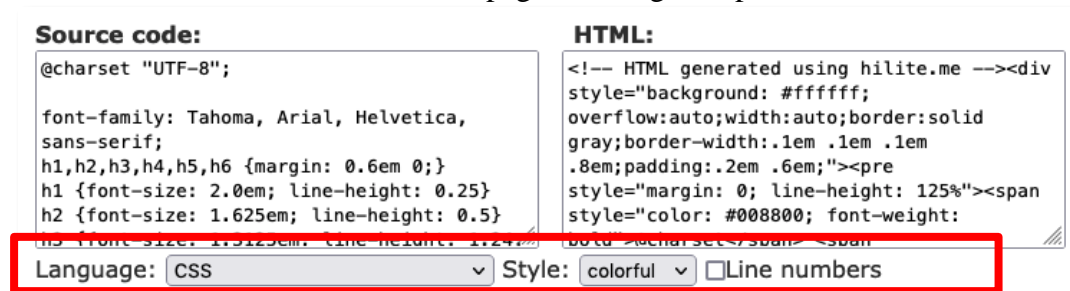 Source code:
@charset "UTF-8";
font-family: Tahoma, Arial, Helvetica,
sans-serif;
h1,h2,h3,h4,h5,h6 {margin: 0.6em 0;}
h1 {font-size: 2.0em; line-height: 0.25}
h2 {font-size: 1.625em; line-height: 0.5}
HTML:
<!-- HTML generated using hilite.me --><div
style="background: #ffffff;
overflow:auto;width:auto;border:solid
gray;border-width:.1em .1em .1em
.8em;padding:.2em .6em;"><pre
style="margin: 0; line-height: 125%"><span
style="color: #008800; font-weight:
bold">@charset</span> <span
Language: CSS Style: colorful Line numbers